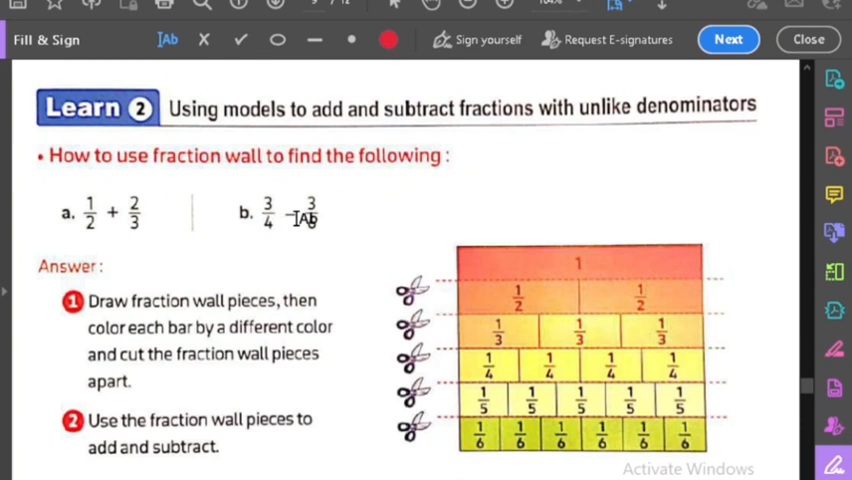 Fill & Sign
Ab
Sign yourself
Request E-signatures
Next
Close
Learn 2 Using models to add and subtract fractions with unlike denominators
• How to use fraction wall to find the following :
a. 1/2 + 2/3
b. 3/4 -
Answer :
1 Draw fraction wall pieces, then
color each bar by a different color
and cut the fraction wall pieces
apart.
2 Use the fraction wall pieces to
add and subtract.
1
1/2 1/2
1/3 1/3 1/3
1/4 1/4 1/4 1/4
1/5 1/5 1/5 1/5 1/5
1/6 1/6 1/6 1/6 1/6 1/6
Activate Windows